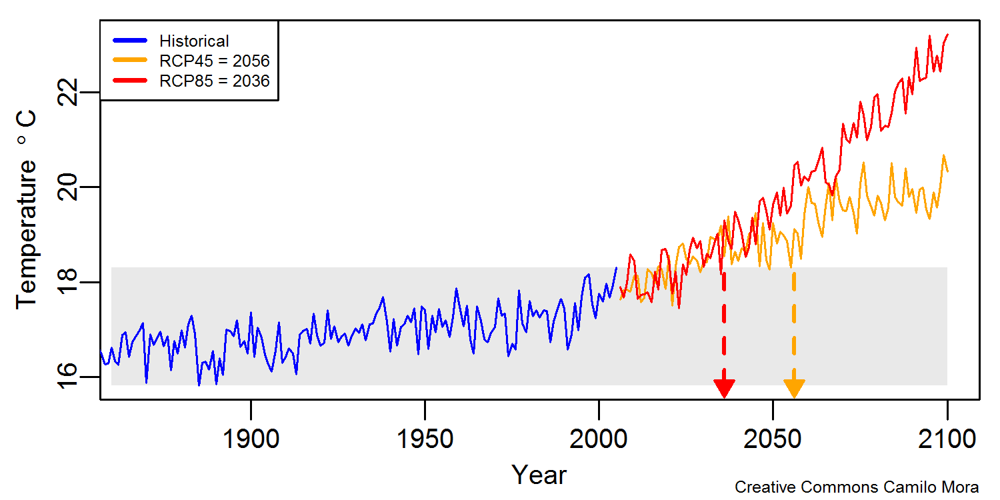 Historical
RCP45 = 2056
RCP85 = 2036
Temperature ° C
22
20
18
16
1900 1950 2000 2050 2100
Year
Creative Commons Camilo Mora